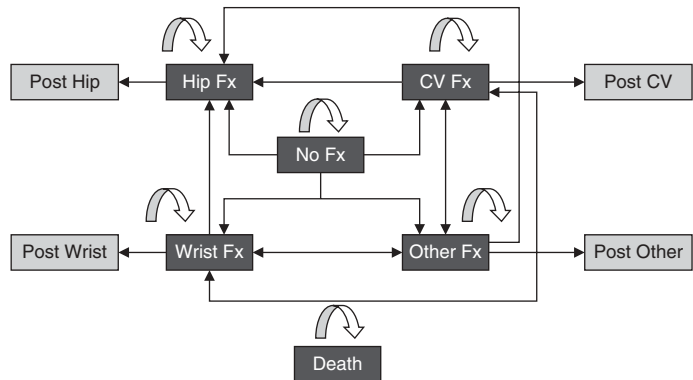 Post Hip
Hip Fx
CV Fx
Post CV
No Fx
Post Wrist
Wrist Fx
Other Fx
Post Other
Death